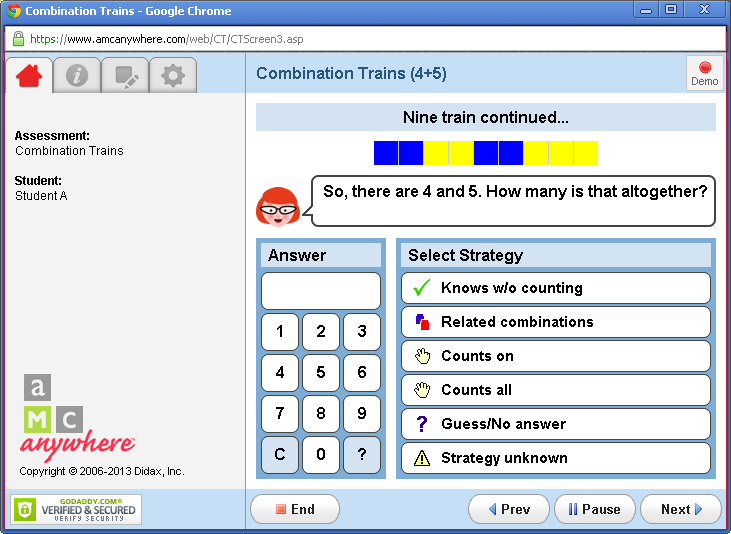 Combination Trains - Google Chrome
https://www.amcanywhere.com/web/CT/CTScreen3.asp
Combination Trains (4+5)
Demo
Assessment:
Combination Trains
Student:
Student A
Nine train continued...
So, there are 4 and 5. How many is that altogether?
Answer
1 2 3
4 5 6
7 8 9
C 0 ?
Select Strategy
Knows w/o counting
Related combinations
Counts on
Counts all
? Guess/No answer
Strategy unknown
a
M C
anywhere
Copyright © 2006-2013 Didax, Inc.
GODADDY.COM®
VERIFIED & SECURED
VERIFY SECURITY
End
Prev
Pause
Next